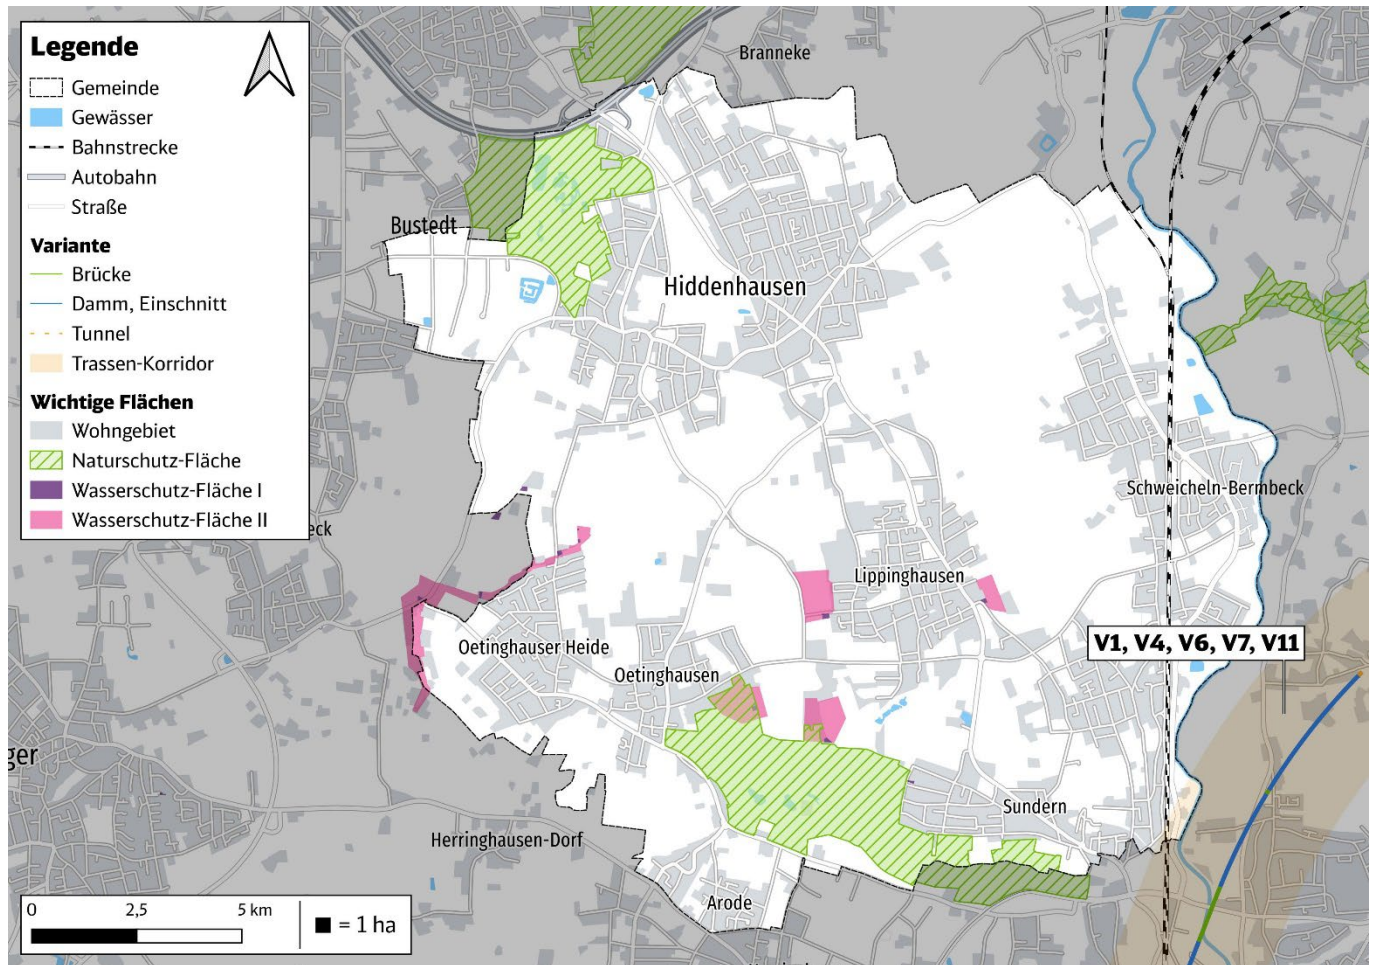 Legende
Gemeinde
Gewässer
Bahnstrecke
Autobahn
Straße
Variante
Brücke
Damm, Einschnitt
Tunnel
Trassen-Korridor
Wichtige Flächen
Wohngebiet
Naturschutz-Fläche
Wasserschutz-Fläche I
Wasserschutz-Fläche II
Branneke
Bustedt
Hiddenhausen
Schweicheln-Bermbeck
eck
Lippinghausen
Oetinghauser Heide
Oetinghausen
V1, V4, V6, V7, V11
ger
Sundern
Herringhausen-Dorf
Arode
0 2,5 5 km
= 1 ha